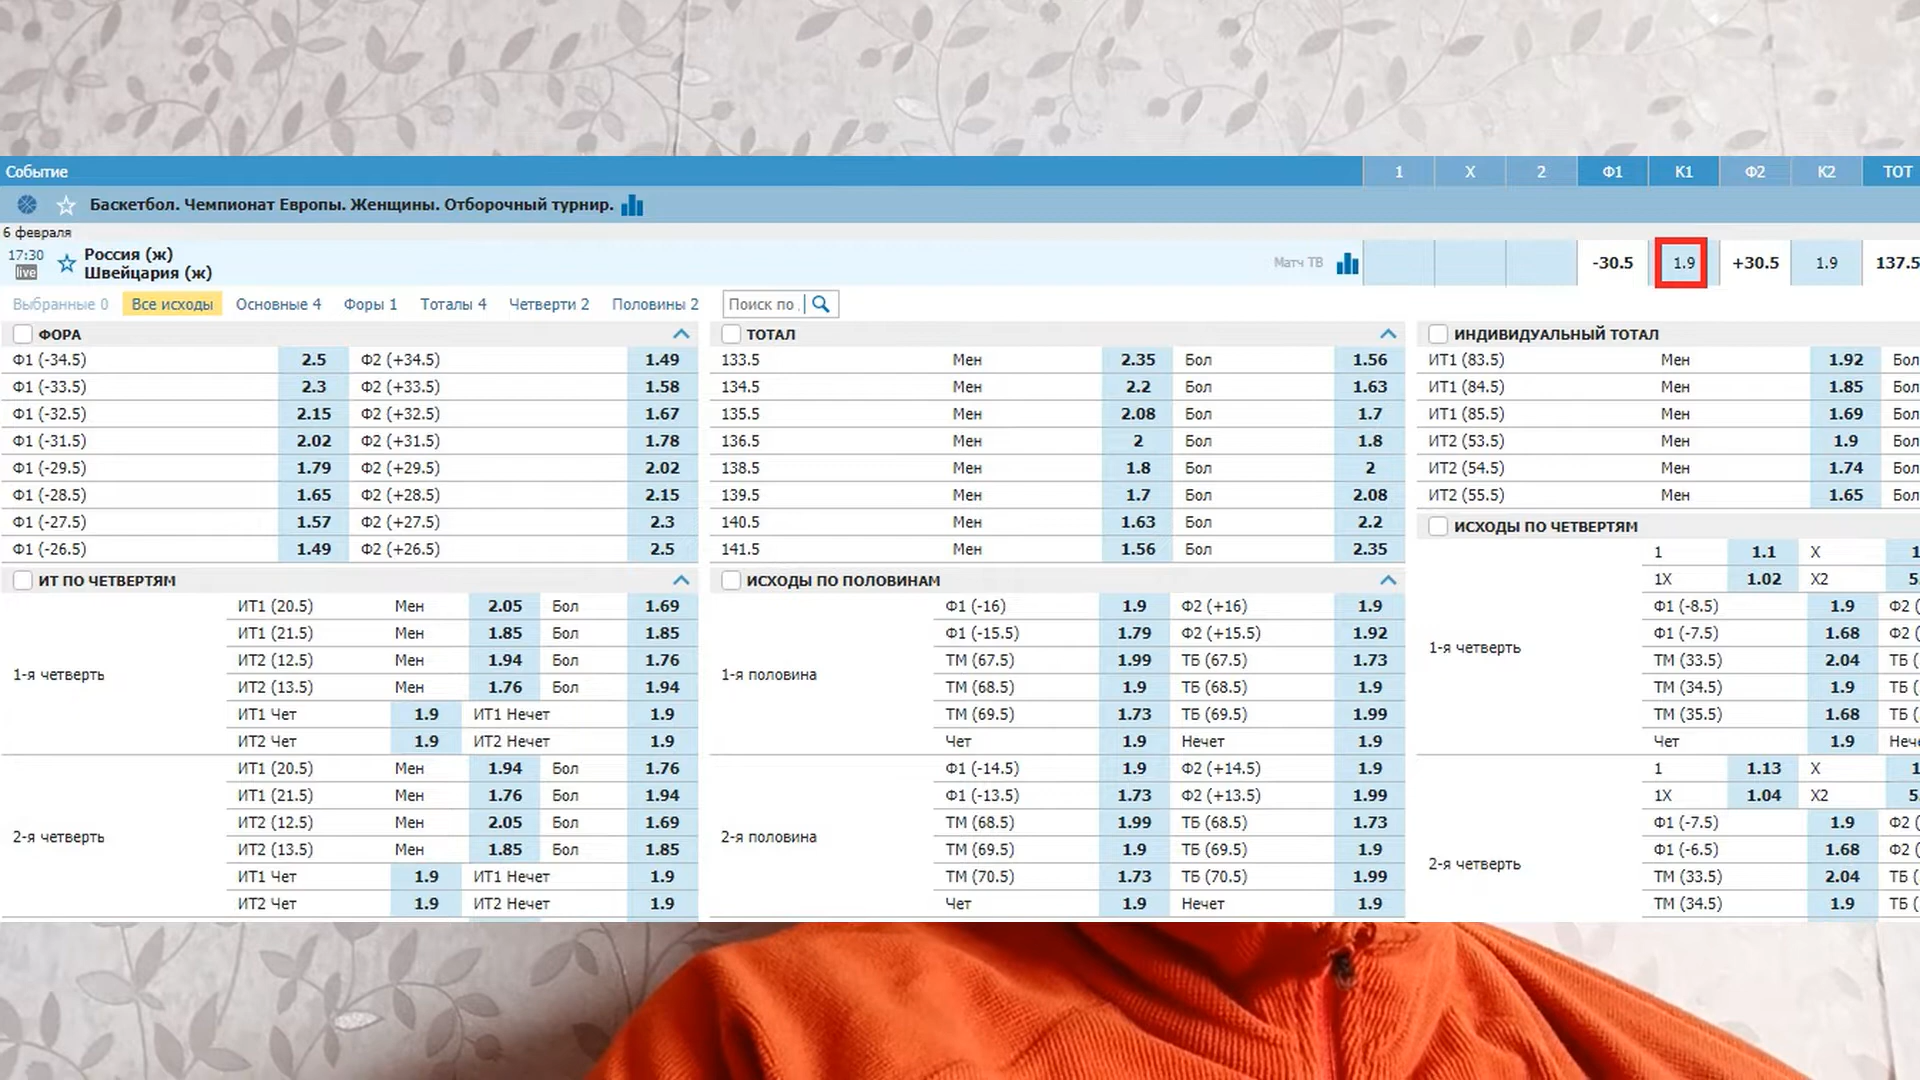 Событие 1 X 2 Ф1 К1 Ф2 К2 ТОТ
Баскетбол. Чемпионат Европы. Женщины. Отборочный турнир.
6 февраля
17:30 Россия (ж)
live Швейцария (ж) Матч ТВ -30.5 1.9 +30.5 1.9 137.5
Выбранные 0 Все исходы Основные 4 Форы 1 Тоталы 4 Четверти 2 Половины 2 Поиск по
ФОРА
Ф1 (-34.5) 2.5 Ф2 (+34.5) 1.49
Ф1 (-33.5) 2.3 Ф2 (+33.5) 1.58
Ф1 (-32.5) 2.15 Ф2 (+32.5) 1.67
Ф1 (-31.5) 2.02 Ф2 (+31.5) 1.78
Ф1 (-29.5) 1.79 Ф2 (+29.5) 2.02
Ф1 (-28.5) 1.65 Ф2 (+28.5) 2.15
Ф1 (-27.5) 1.57 Ф2 (+27.5) 2.3
Ф1 (-26.5) 1.49 Ф2 (+26.5) 2.5
ИТ ПО ЧЕТВЕРТЯМ
1-я четверть
ИТ1 (20.5) Мен 2.05 Бол 1.69
ИТ1 (21.5) Мен 1.85 Бол 1.85
ИТ2 (12.5) Мен 1.94 Бол 1.76
ИТ2 (13.5) Мен 1.76 Бол 1.94
ИТ1 Чет 1.9 ИТ1 Нечет 1.9
ИТ2 Чет 1.9 ИТ2 Нечет 1.9
2-я четверть
ИТ1 (20.5) Мен 1.94 Бол 1.76
ИТ1 (21.5) Мен 1.76 Бол 1.94
ИТ2 (12.5) Мен 2.05 Бол 1.69
ИТ2 (13.5) Мен 1.85 Бол 1.85
ИТ1 Чет 1.9 ИТ1 Нечет 1.9
ИТ2 Чет 1.9 ИТ2 Нечет 1.9
ТОТАЛ
133.5 Мен 2.35 Бол 1.56
134.5 Мен 2.2 Бол 1.63
135.5 Мен 2.08 Бол 1.7
136.5 Мен 2 Бол 1.8
138.5 Мен 1.8 Бол 2
139.5 Мен 1.7 Бол 2.08
140.5 Мен 1.63 Бол 2.2
141.5 Мен 1.56 Бол 2.35
ИСХОДЫ ПО ПОЛОВИНАМ
1-я половина
Ф1 (-16) 1.9 Ф2 (+16) 1.9
Ф1 (-15.5) 1.79 Ф2 (+15.5) 1.92
ТМ (67.5) 1.99 ТБ (67.5) 1.73
ТМ (68.5) 1.9 ТБ (68.5) 1.9
ТМ (69.5) 1.73 ТБ (69.5) 1.99
Чет 1.9 Нечет 1.9
2-я половина
Ф1 (-14.5) 1.9 Ф2 (+14.5) 1.9
Ф1 (-13.5) 1.73 Ф2 (+13.5) 1.99
ТМ (68.5) 1.99 ТБ (68.5) 1.73
ТМ (69.5) 1.9 ТБ (69.5) 1.9
ТМ (70.5) 1.73 ТБ (70.5) 1.99
Чет 1.9 Нечет 1.9
ИНДИВИДУАЛЬНЫЙ ТОТАЛ
ИТ1 (83.5) Мен 1.92 Бол
ИТ1 (84.5) Мен 1.85 Бол
ИТ1 (85.5) Мен 1.69 Бол
ИТ2 (53.5) Мен 1.9 Бол
ИТ2 (54.5) Мен 1.74 Бол
ИТ2 (55.5) Мен 1.65 Бол
ИСХОДЫ ПО ЧЕТВЕРТЯМ
1-я четверть
1 1.1 X
1X 1.02 X2
Ф1 (-8.5) 1.9 Ф2
Ф1 (-7.5) 1.68 Ф2
ТМ (33.5) 2.04 ТБ
ТМ (34.5) 1.9 ТБ
ТМ (35.5) 1.68 ТБ
Чет 1.9
2-я четверть
1 1.13 X
1X 1.04 X2
Ф1 (-7.5) 1.9 Ф2
Ф1 (-6.5) 1.68 Ф2
ТМ (33.5) 2.04 ТБ
ТМ (34.5) 1.9 ТБ